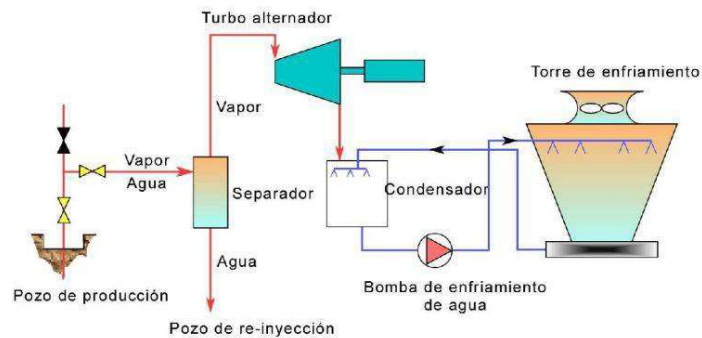 Turbo alternador
Torre de enfriamiento
Vapor
Vapor
Agua
Separador
Condensador
Agua
Pozo de producción
Bomba de enfriamiento
de agua
Pozo de re-inyección